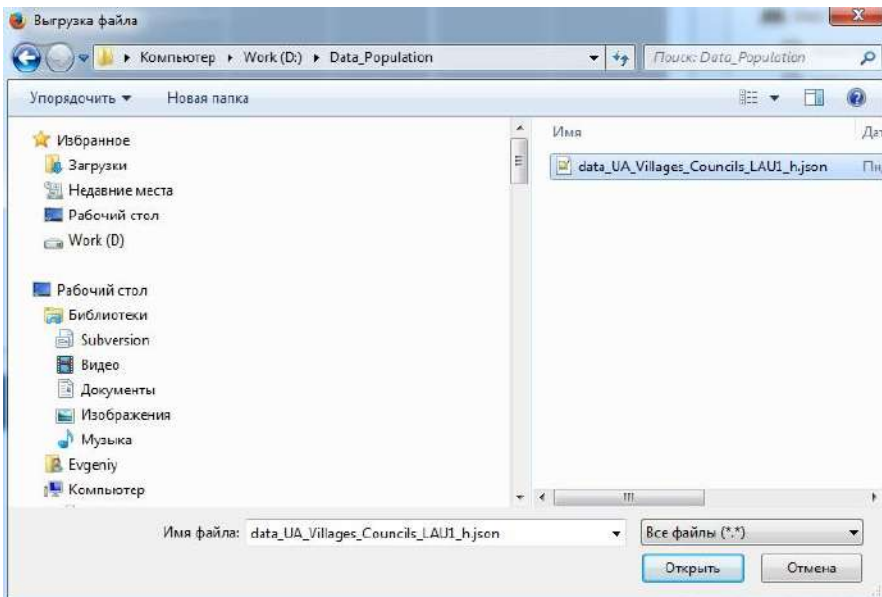 Выгрузка файла
Компьютер ▸ Work (D:) ▸ Data_Population
Поиск: Data_Population
Упорядочить ▾ Новая папка
Избранное
Загрузки
Недавние места
Рабочий стол
Work (D)
Рабочий стол
Библиотеки
Subversion
Видео
Документы
Изображения
Музыка
Evgeniy
Компьютер
Имя
data_UA_Villages_Councils_LAU1_h.json
Имя файла: data_UA_Villages_Councils_LAU1_h.json
Все файлы (*.*)
Открыть Отмена